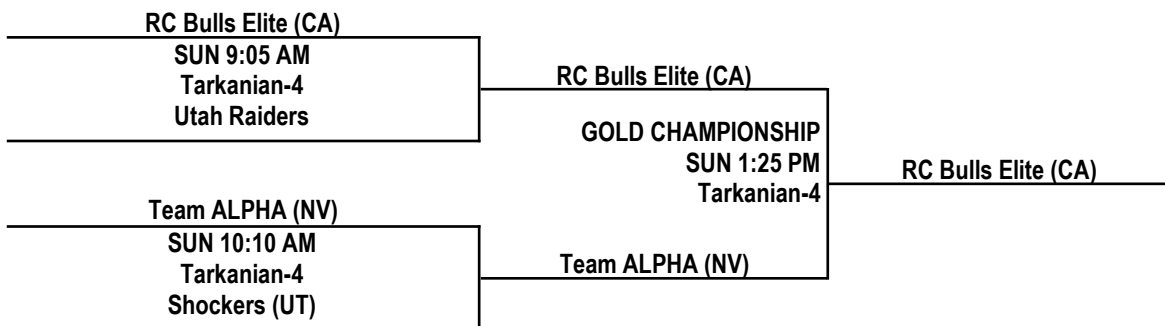 RC Bulls Elite (CA)
SUN 9:05 AM
Tarkanian-4
Utah Raiders
RC Bulls Elite (CA)
GOLD CHAMPIONSHIP
SUN 1:25 PM
Tarkanian-4
RC Bulls Elite (CA)
Team ALPHA (NV)
SUN 10:10 AM
Tarkanian-4
Shockers (UT)
Team ALPHA (NV)